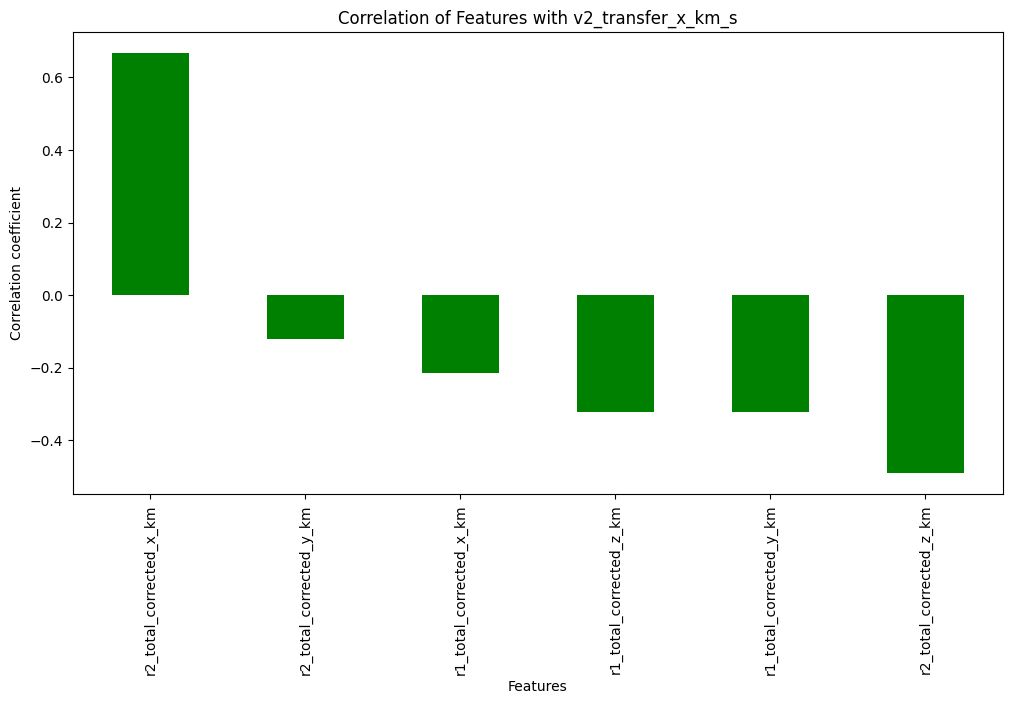 Correlation of Features with v2_transfer_x_km_s
Correlation coefficient
0.6
0.4
0.2
0.0
−0.2
−0.4
r2_total_corrected_x_km
r2_total_corrected_y_km
r1_total_corrected_x_km
r1_total_corrected_z_km
r1_total_corrected_y_km
r2_total_corrected_z_km
Features